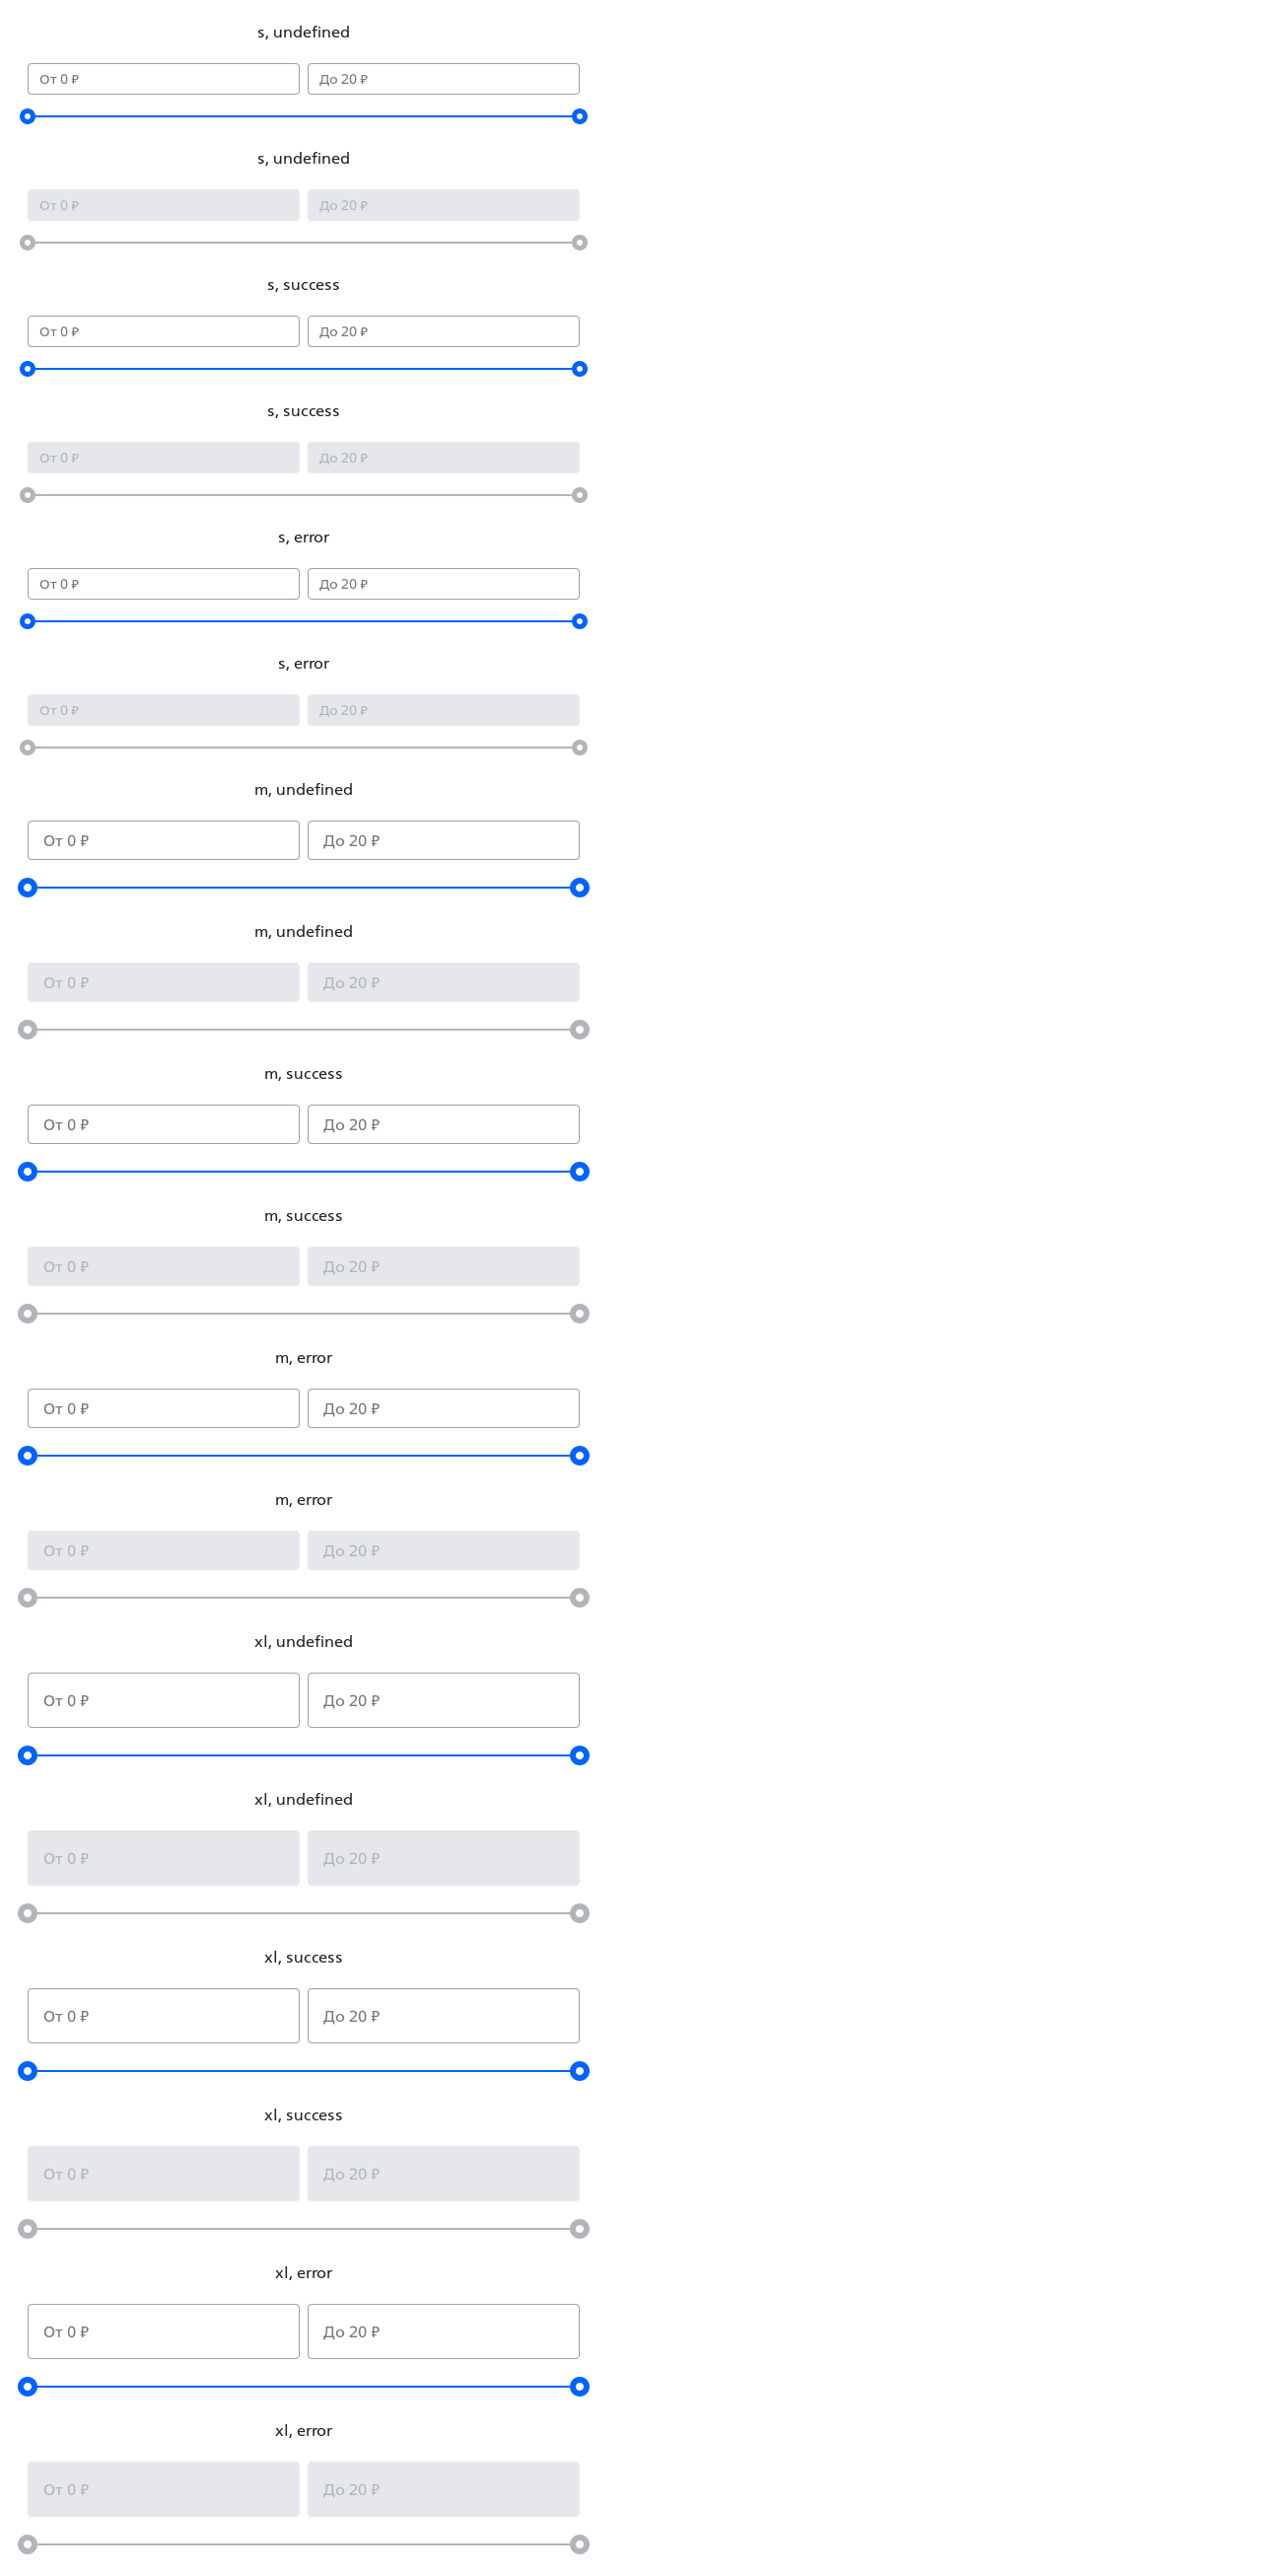 s, undefined
От 0 ₽ До 20 ₽
s, undefined
От 0 ₽ До 20 ₽
s, success
От 0 ₽ До 20 ₽
s, success
От 0 ₽ До 20 ₽
s, error
От 0 ₽ До 20 ₽
s, error
От 0 ₽ До 20 ₽
m, undefined
От 0 ₽ До 20 ₽
m, undefined
От 0 ₽ До 20 ₽
m, success
От 0 ₽ До 20 ₽
m, success
От 0 ₽ До 20 ₽
m, error
От 0 ₽ До 20 ₽
m, error
От 0 ₽ До 20 ₽
xl, undefined
От 0 ₽ До 20 ₽
xl, undefined
От 0 ₽ До 20 ₽
xl, success
От 0 ₽ До 20 ₽
xl, success
От 0 ₽ До 20 ₽
xl, error
От 0 ₽ До 20 ₽
xl, error
От 0 ₽ До 20 ₽